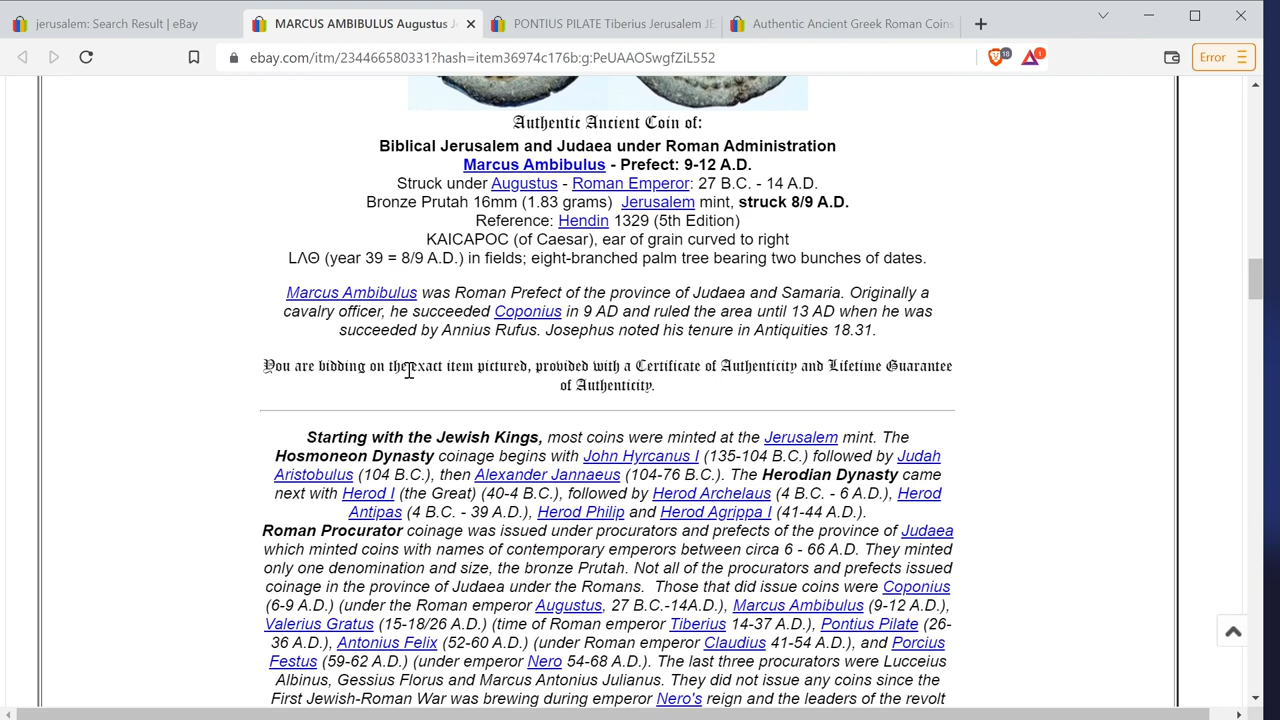 jerusalem: Search Result | eBay
MARCUS AMBIBULUS Augustus J
PONTIUS PILATE Tiberius Jerusalem JE
Authentic Ancient Greek Roman Coins
ebay.com/itm/234466580331?hash=item36974c176b:g:PeUAAOSwgfZiL552
18
1
Error
Authentic Ancient Coin of:
Biblical Jerusalem and Judaea under Roman Administration
Marcus Ambibulus - Prefect: 9-12 A.D.
Struck under Augustus - Roman Emperor: 27 B.C. - 14 A.D.
Bronze Prutah 16mm (1.83 grams) Jerusalem mint, struck 8/9 A.D.
Reference: Hendin 1329 (5th Edition)
KAICAPOC (of Caesar), ear of grain curved to right
LΛΘ (year 39 = 8/9 A.D.) in fields; eight-branched palm tree bearing two bunches of dates.
Marcus Ambibulus was Roman Prefect of the province of Judaea and Samaria. Originally a
cavalry officer, he succeeded Coponius in 9 AD and ruled the area until 13 AD when he was
succeeded by Annius Rufus. Josephus noted his tenure in Antiquities 18.31.
You are bidding on the exact item pictured, provided with a Certificate of Authenticity and Lifetime Guarantee
of Authenticity.
Starting with the Jewish Kings, most coins were minted at the Jerusalem mint. The
Hosmoneon Dynasty coinage begins with John Hyrcanus I (135-104 B.C.) followed by Judah
Aristobulus (104 B.C.), then Alexander Jannaeus (104-76 B.C.). The Herodian Dynasty came
next with Herod I (the Great) (40-4 B.C.), followed by Herod Archelaus (4 B.C. - 6 A.D.), Herod
Antipas (4 B.C. - 39 A.D.), Herod Philip and Herod Agrippa I (41-44 A.D.).
Roman Procurator coinage was issued under procurators and prefects of the province of Judaea
which minted coins with names of contemporary emperors between circa 6 - 66 A.D. They minted
only one denomination and size, the bronze Prutah. Not all of the procurators and prefects issued
coinage in the province of Judaea under the Romans. Those that did issue coins were Coponius
(6-9 A.D.) (under the Roman emperor Augustus, 27 B.C.-14A.D.), Marcus Ambibulus (9-12 A.D.),
Valerius Gratus (15-18/26 A.D.) (time of Roman emperor Tiberius 14-37 A.D.), Pontius Pilate (26-
36 A.D.), Antonius Felix (52-60 A.D.) (under Roman emperor Claudius 41-54 A.D.), and Porcius
Festus (59-62 A.D.) (under emperor Nero 54-68 A.D.). The last three procurators were Lucceius
Albinus, Gessius Florus and Marcus Antonius Julianus. They did not issue any coins since the
First Jewish-Roman War was brewing during emperor Nero's reign and the leaders of the revolt